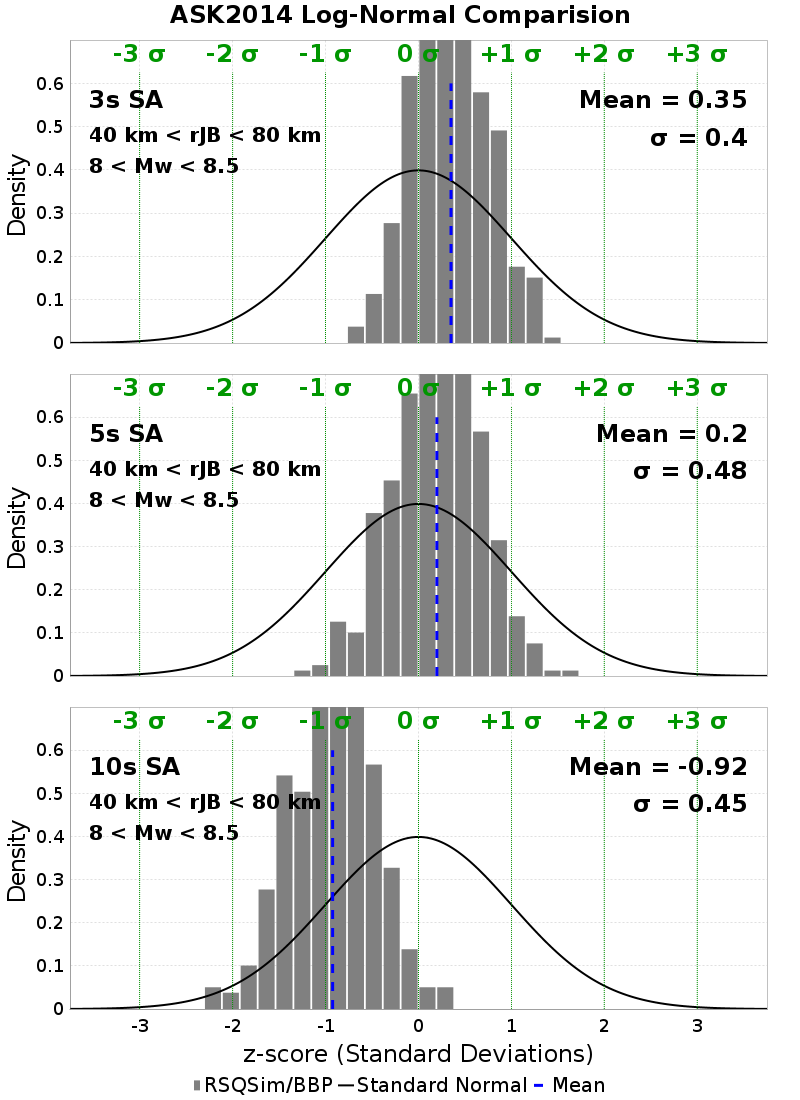 ASK2014 Log-Normal Comparision
-3 σ -2 σ -1 σ 0 σ +1 σ +2 σ +3 σ
3s SA
Mean = 0.35
40 km < rJB < 80 km
σ = 0.4
8 < Mw < 8.5
Density
0.6
0.5
0.4
0.3
0.2
0.1
0
-3 σ -2 σ -1 σ 0 σ +1 σ +2 σ +3 σ
5s SA
Mean = 0.2
40 km < rJB < 80 km
σ = 0.48
8 < Mw < 8.5
Density
0.6
0.5
0.4
0.3
0.2
0.1
0
-3 σ -2 σ -1 σ 0 σ +1 σ +2 σ +3 σ
10s SA
Mean = -0.92
40 km < rJB < 80 km
σ = 0.45
8 < Mw < 8.5
Density
0.6
0.5
0.4
0.3
0.2
0.1
0
-3 -2 -1 0 1 2 3
z-score (Standard Deviations)
RSQSim/BBP Standard Normal Mean